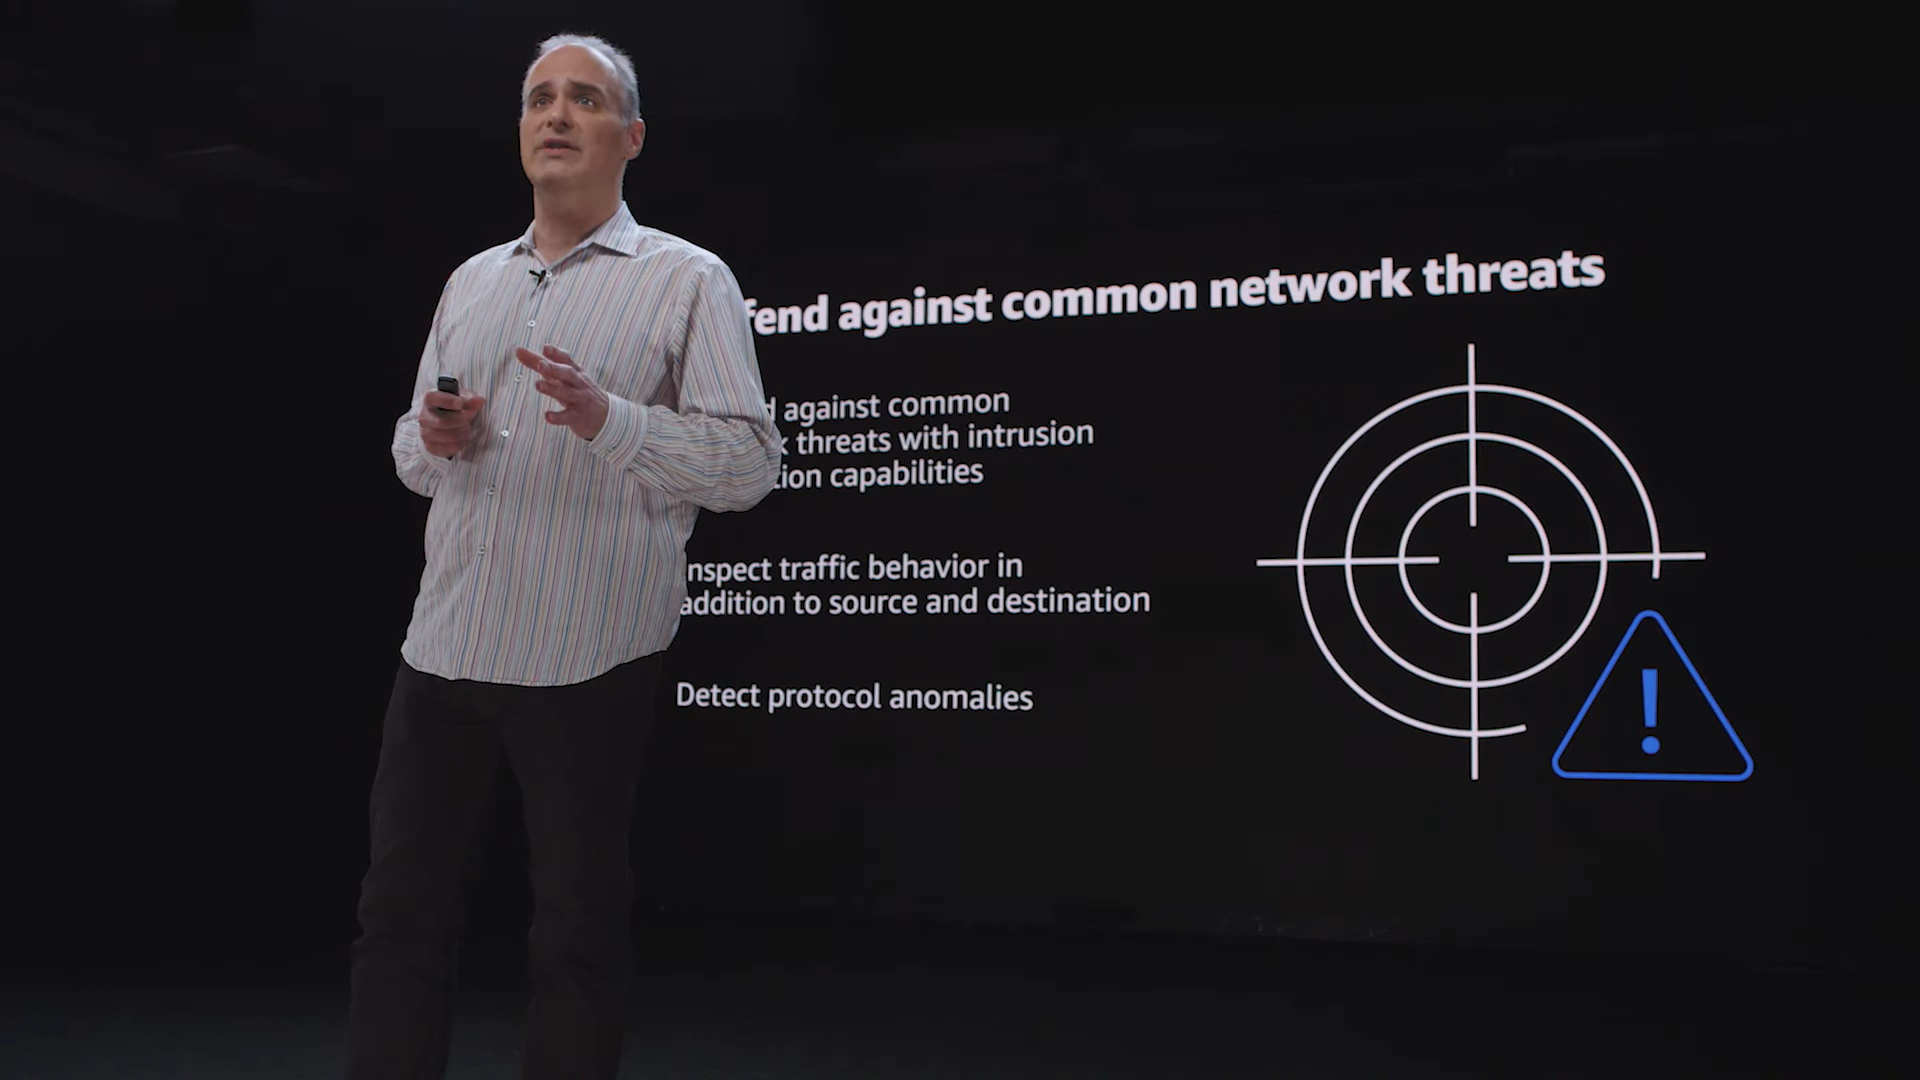 fend against common network threats
d against common
k threats with intrusion
tion capabilities
nspect traffic behavior in
addition to source and destination
Detect protocol anomalies
!